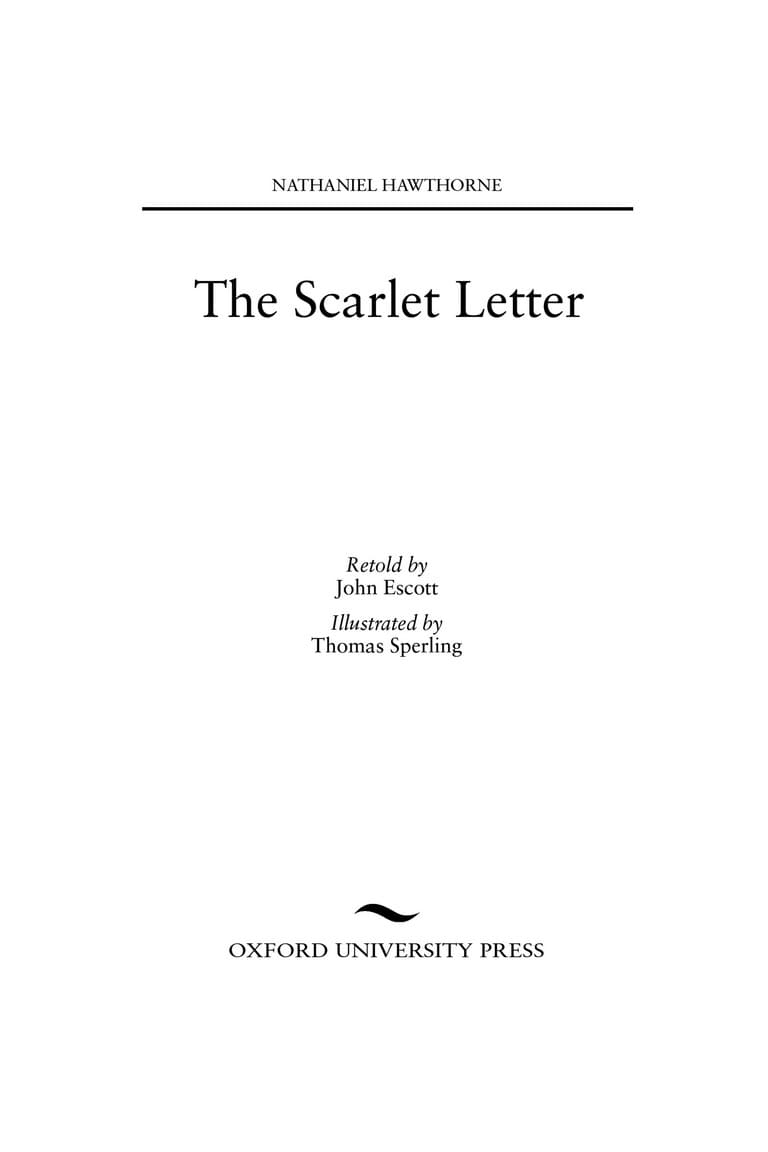 NATHANIEL HAWTHORNE
The Scarlet Letter
Retold by
John Escott
Illustrated by
Thomas Sperling
OXFORD UNIVERSITY PRESS